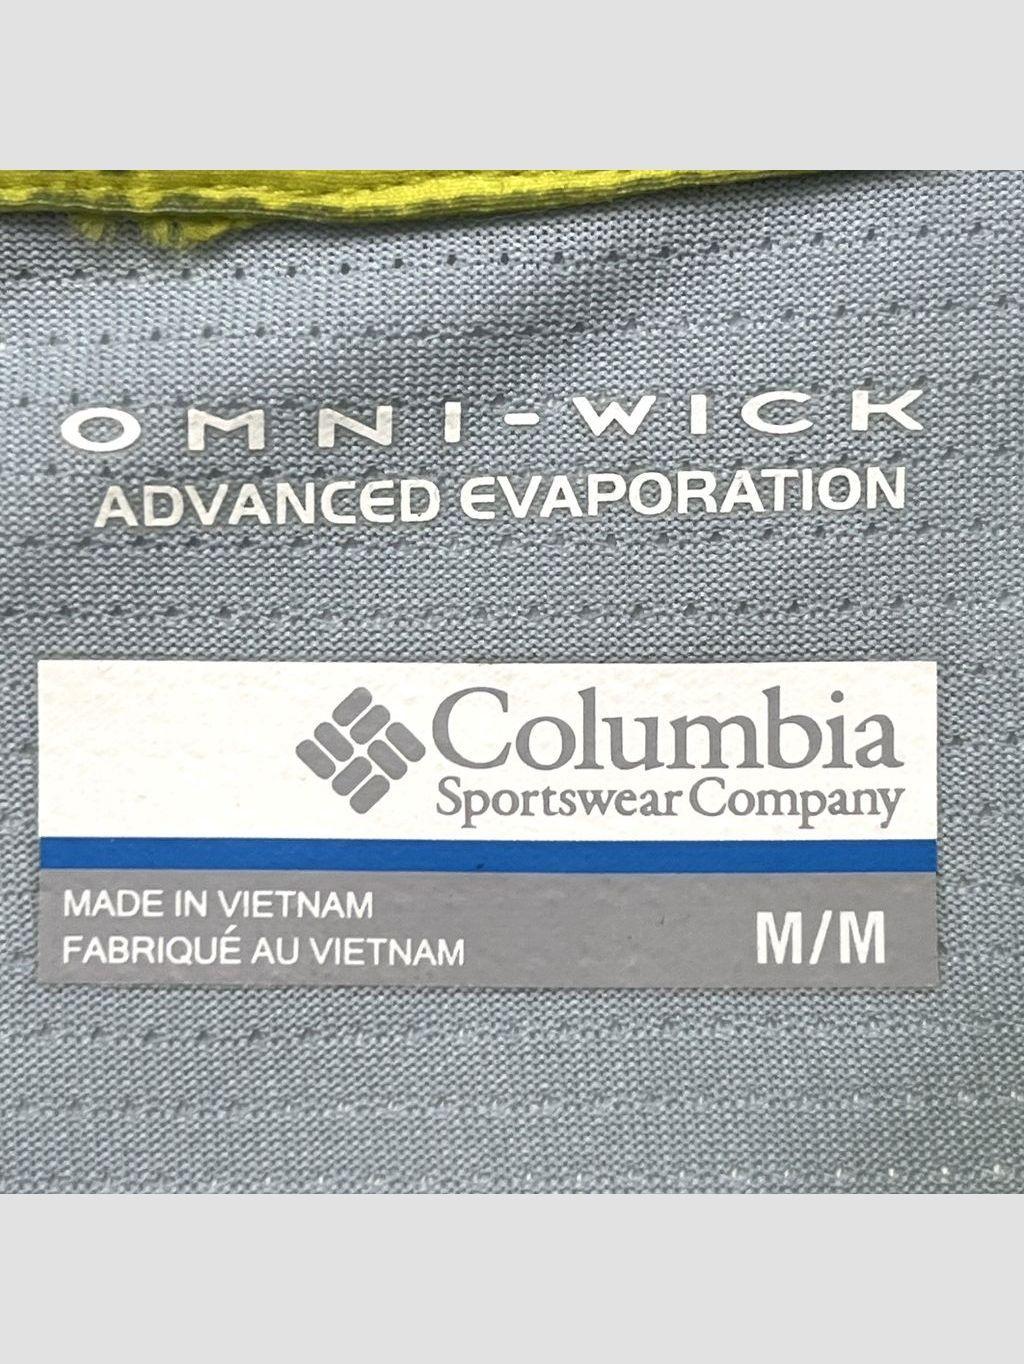 OMNI-WICK
ADVANCED EVAPORATION
Columbia
Sportswear Company
MADE IN VIETNAM
FABRIQUÉ AU VIETNAM
M/M